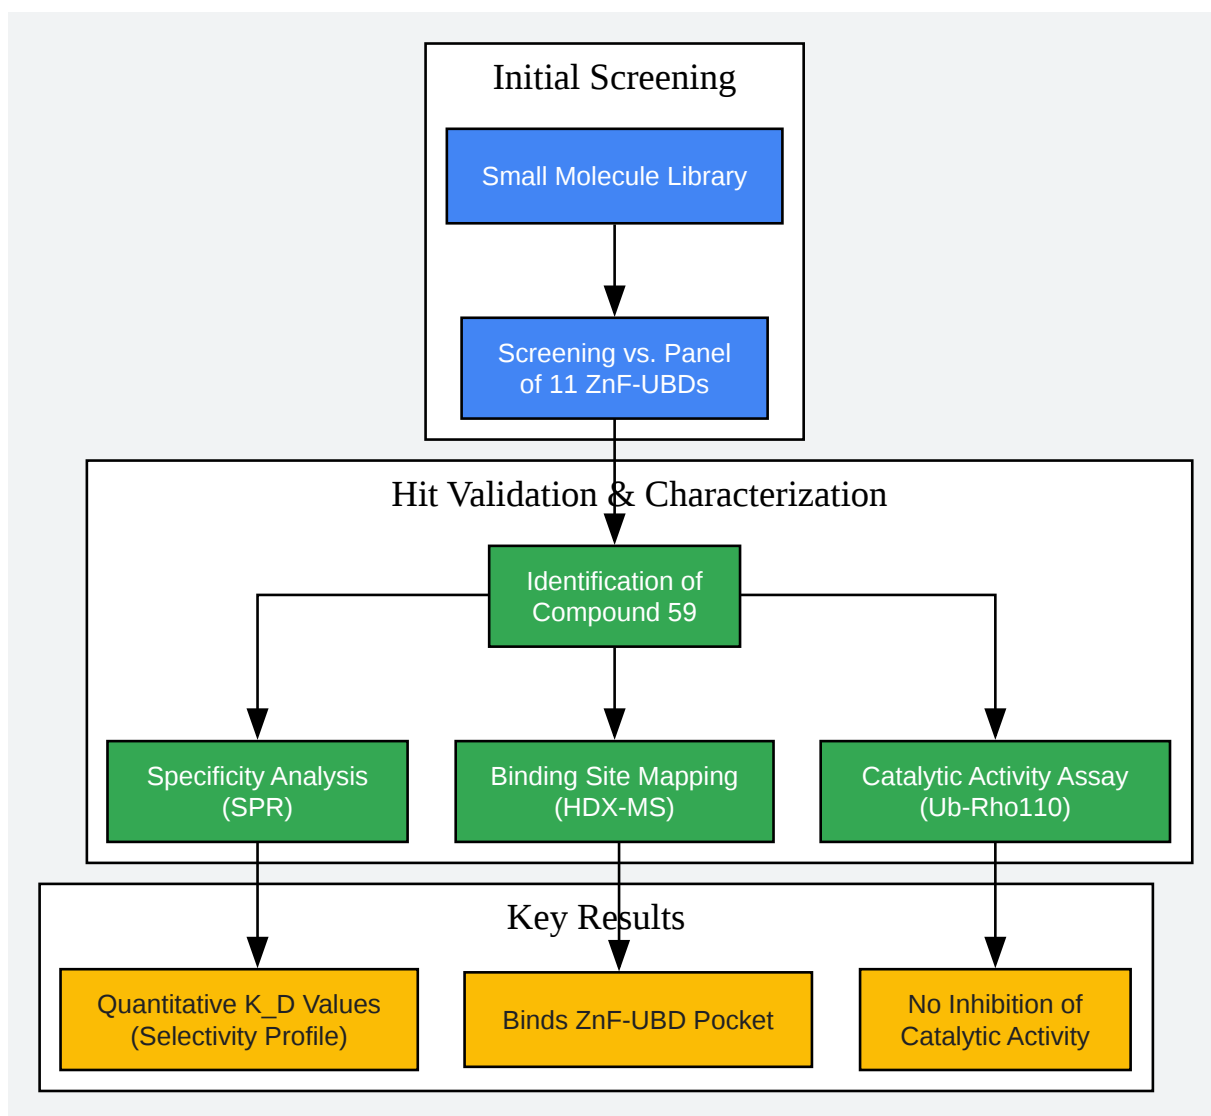 Initial Screening
Small Molecule Library
Screening vs. Panel
of 11 ZnF-UBDs
Hit Validation & Characterization
Identification of
Compound 59
Specificity Analysis
(SPR)
Binding Site Mapping
(HDX-MS)
Catalytic Activity Assay
(Ub-Rho110)
Key Results
Quantitative K_D Values
(Selectivity Profile)
Binds ZnF-UBD Pocket
No Inhibition of
Catalytic Activity